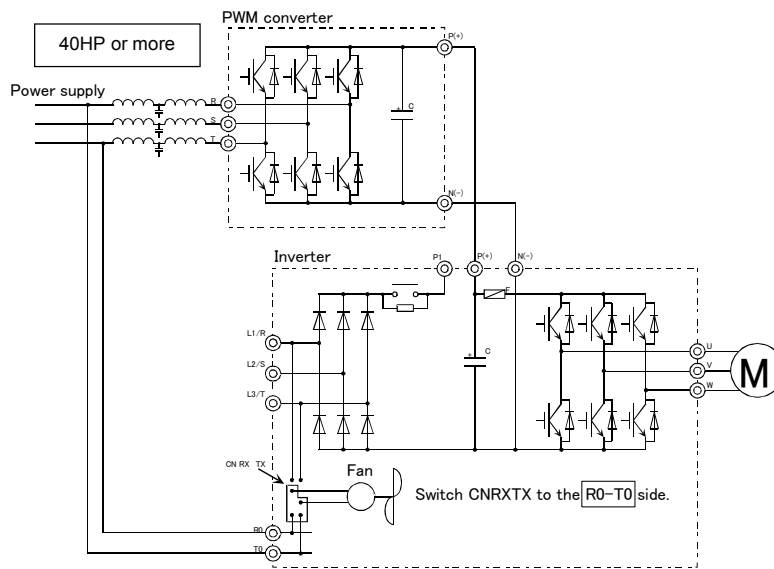 PWM converter
40HP or more
P(+)
Power supply
C
R
S
T
N(-)
Inverter
P1
P(+)
N(-)
F
L1/R
L2/S
L3/T
C
U
V
W
M
CN RX TX
Fan
Switch CNRXTX to the R0-T0 side.
R0
T0